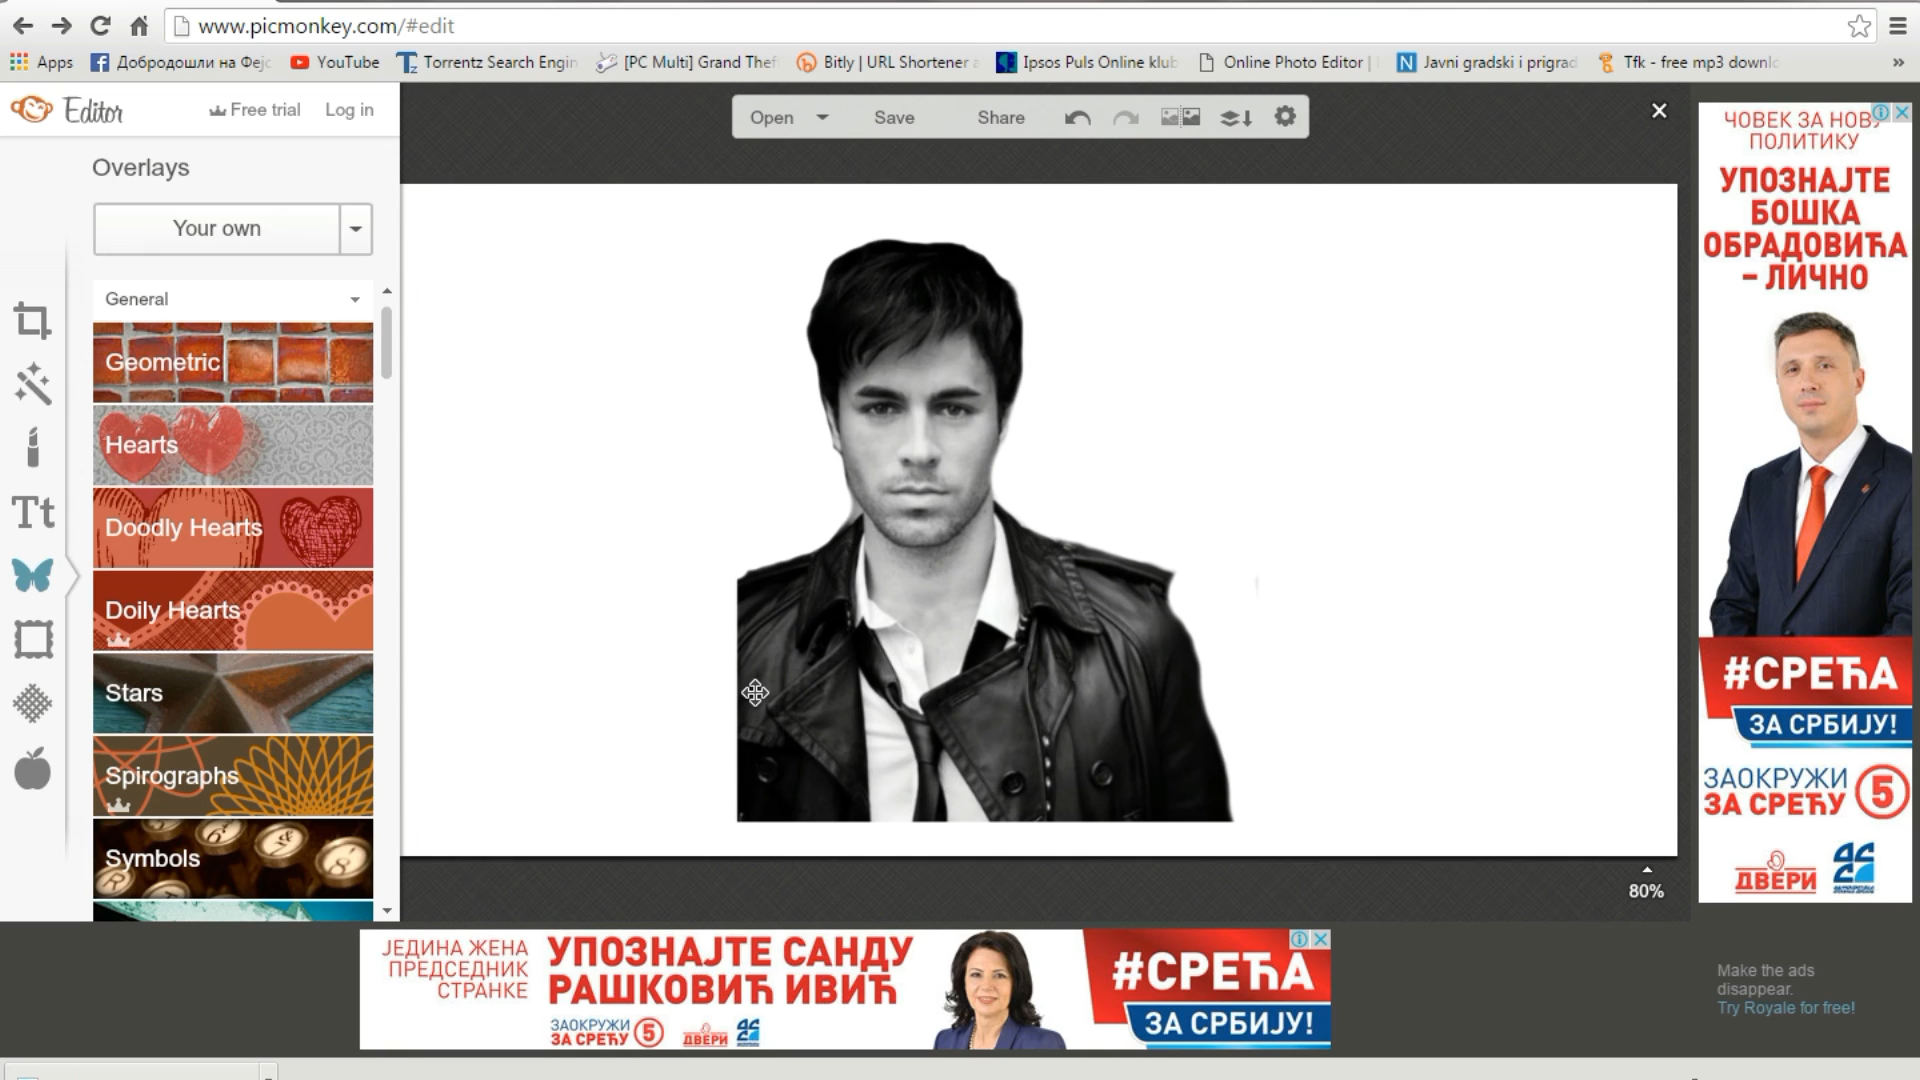 www.picmonkey.com/#edit
Apps
Добродошли на Феј
YouTube
Torrentz Search Engin
[PC Multi] Grand Thef
Bitly | URL Shortener a
Ipsos Puls Online klub
Online Photo Editor |
Javni gradski i prigrad
Tfk - free mp3 downlo
»
Editor
Free trial
Log in
Open
Save
Share
Overlays
Your own
General
Geometric
Hearts
Doodly Hearts
Doily Hearts
Tt
Stars
Spirographs
Symbols
80%
ЧОВЕК ЗА НОВУ
ПОЛИТИКУ
УПОЗНАЈТЕ
БОШКА
ОБРАДОВИЋА
– ЛИЧНО
#СРЕЋА
ЗА СРБИЈУ!
ЗАОКРУЖИ
ЗА СРЕЋУ 5
ДВЕРИ
ЈЕДИНА ЖЕНА
ПРЕДСЕДНИК
СТРАНКЕ
УПОЗНАЈТЕ САНДУ
РАШКОВИЋ ИВИЋ
ЗАОКРУЖИ
ЗА СРЕЋУ 5
ДВЕРИ
#СРЕЋА
ЗА СРБИЈУ!
Make the ads
disappear.
Try Royale for free!